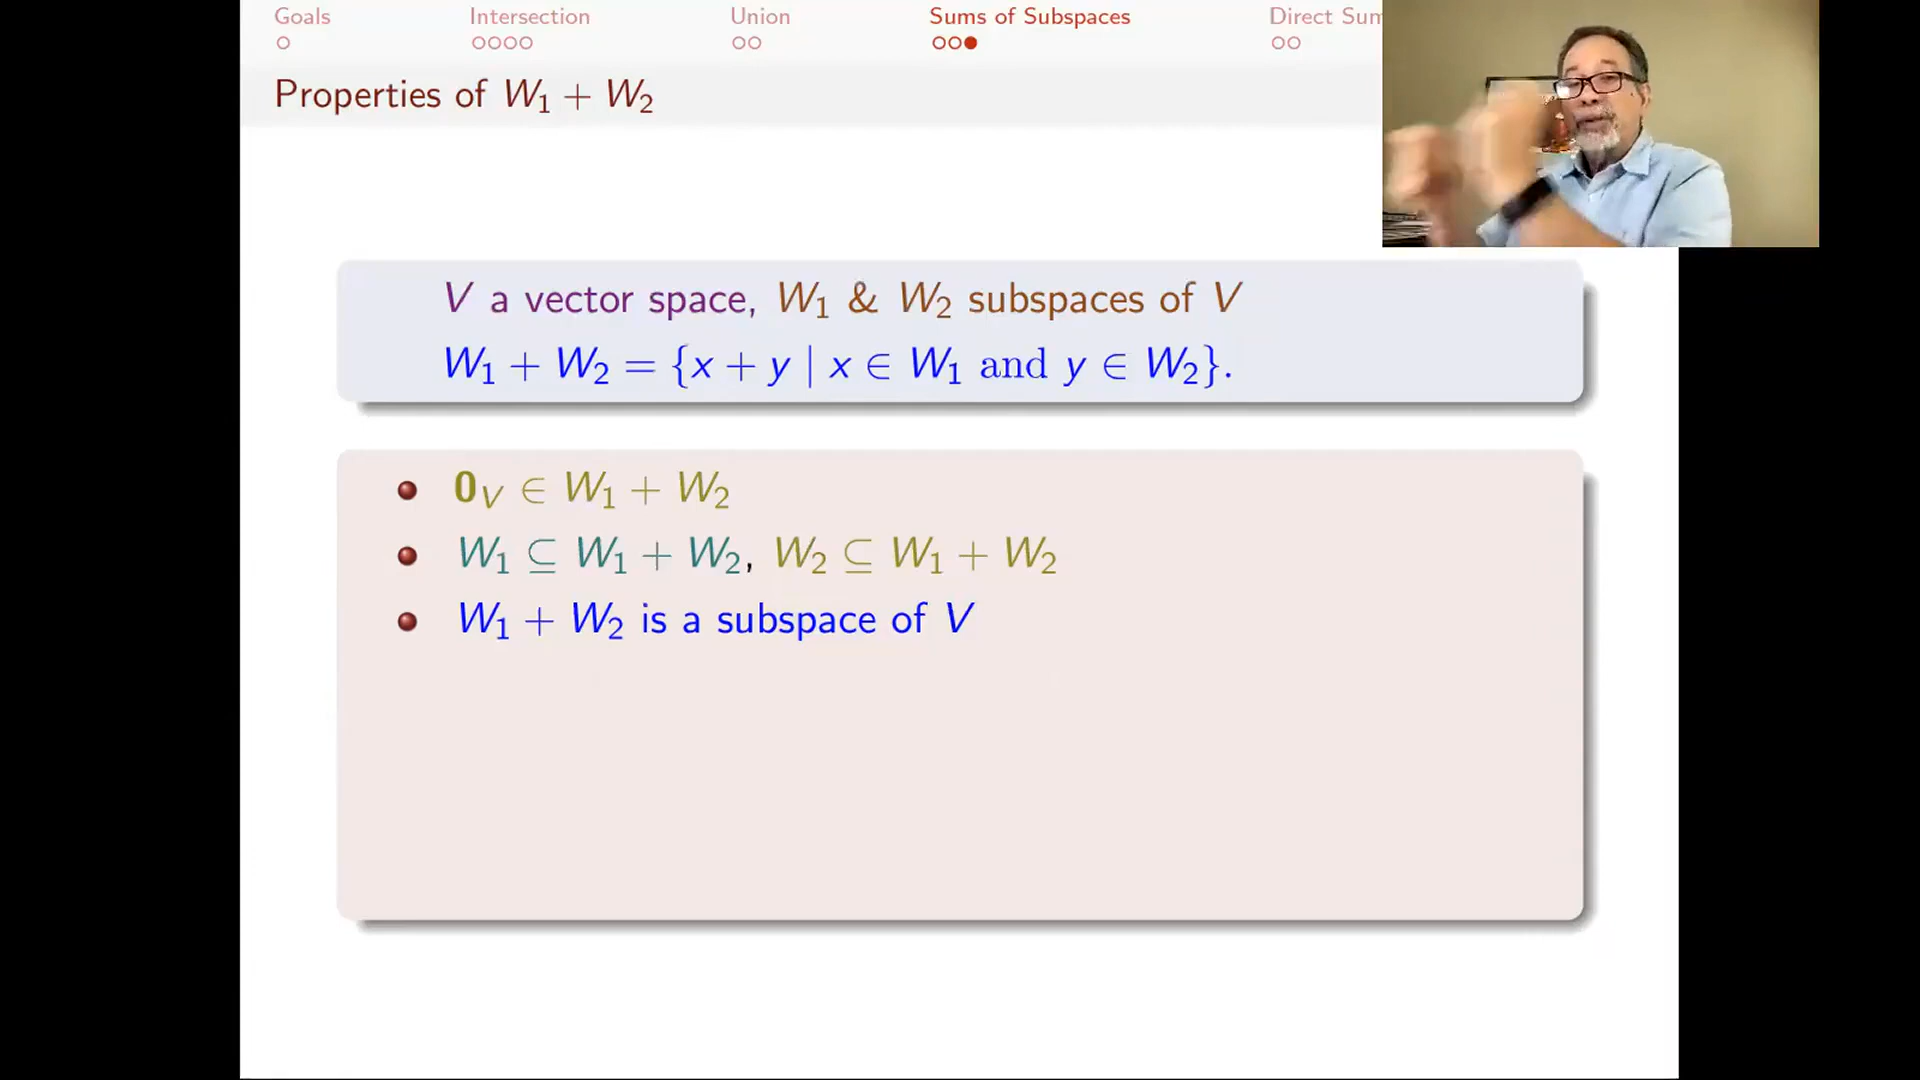 Goals Intersection Union Sums of Subspaces Direct Sum
Properties of W₁ + W₂
V a vector space, W₁ & W₂ subspaces of V
W₁ + W₂ = {x + y | x ∈ W₁ and y ∈ W₂}.
0_V ∈ W₁ + W₂
W₁ ⊆ W₁ + W₂, W₂ ⊆ W₁ + W₂
W₁ + W₂ is a subspace of V